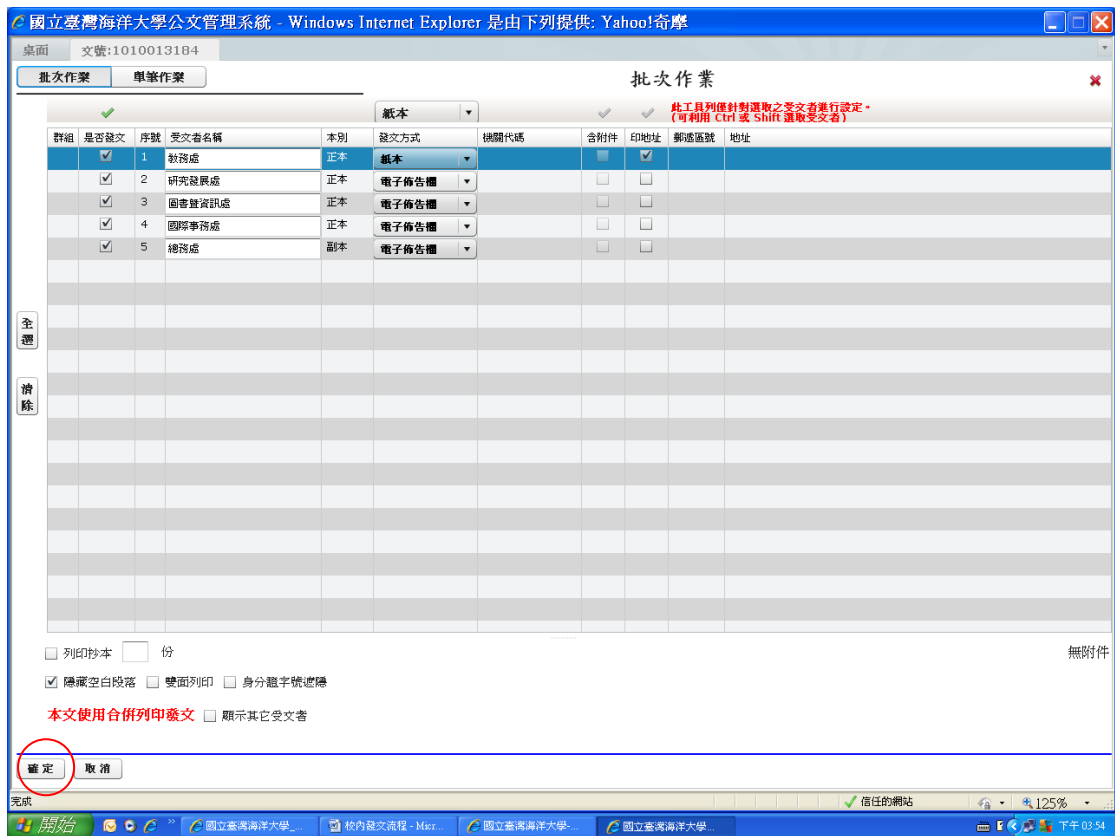 國立臺灣海洋大學公文管理系統 - Windows Internet Explorer 是由下列提供: Yahoo!奇摩
桌面 文號:1010013184
批次作業 單筆作業 批次作業
紙本 此工具列僅針對選取之受文者進行設定。
(可利用 Ctrl 或 Shift 選取受文者)
群組 是否發文 序號 受文者名稱 本別 發文方式 機關代碼 含附件 印地址 郵遞區號 地址
1 教務處 正本 紙本
2 研究發展處 正本 電子佈告欄
3 圖書暨資訊處 正本 電子佈告欄
4 國際事務處 正本 電子佈告欄
5 總務處 副本 電子佈告欄
全選
清除
列印抄本 份 無附件
隱藏空白段落 雙面列印 身分證字號遮隱
本文使用合併列印發文 顯示其它受文者
確定 取消
完成 信任的網站 125%
開始 國立臺灣海洋大學_... 校內發文流程 - Micr... 國立臺灣海洋大學-... 國立臺灣海洋大學... 下午 03:54